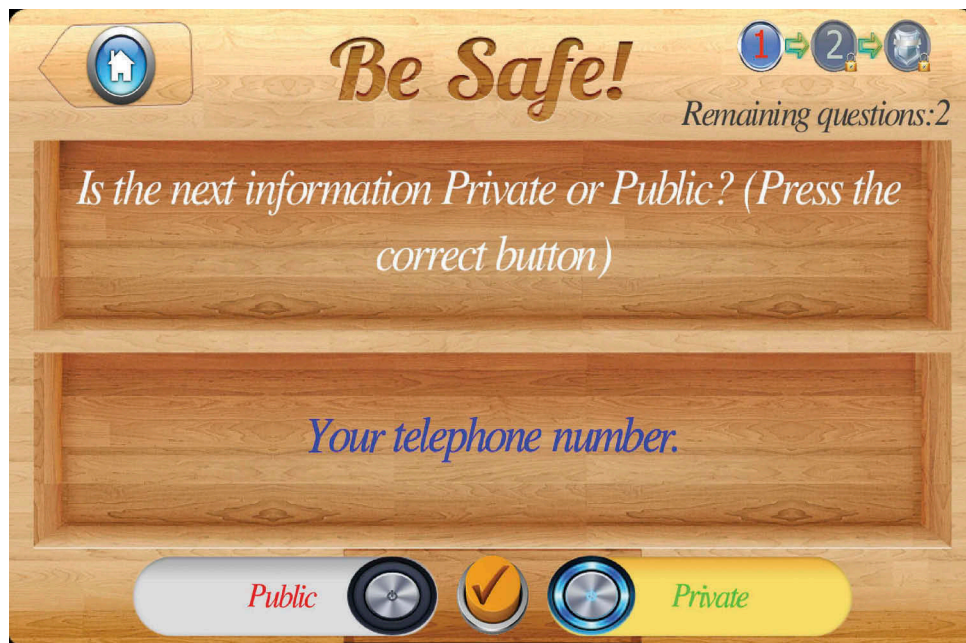 Be Safe!
1 2
Remaining questions:2
Is the next information Private or Public? (Press the
correct button)
Your telephone number.
Public Private